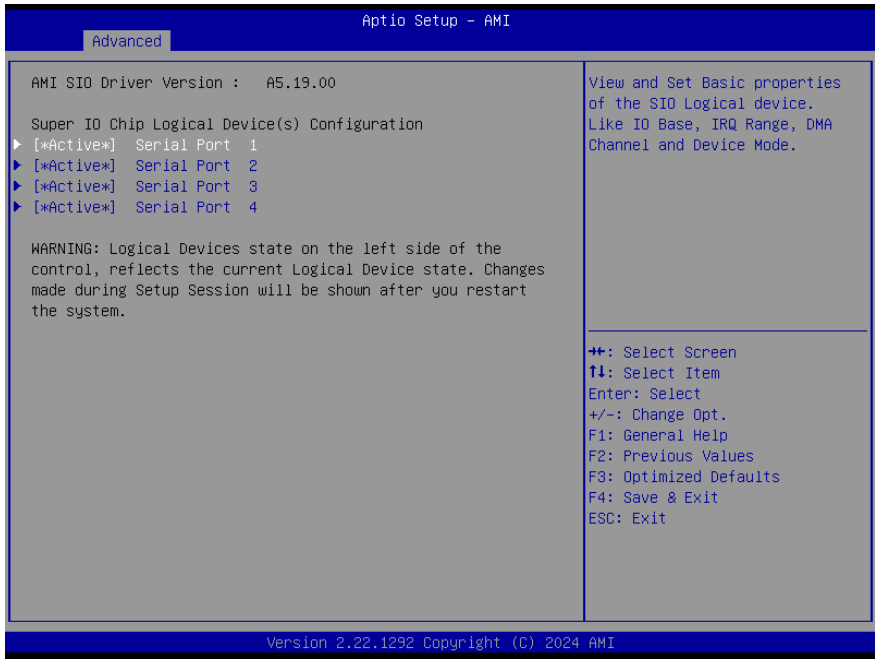 Aptio Setup – AMI
Advanced
AMI SIO Driver Version :   A5.19.00
Super IO Chip Logical Device(s) Configuration
[*Active*]   Serial Port  1
[*Active*]   Serial Port  2
[*Active*]   Serial Port  3
[*Active*]   Serial Port  4
WARNING: Logical Devices state on the left side of the
control, reflects the current Logical Device state. Changes
made during Setup Session will be shown after you restart
the system.
View and Set Basic properties
of the SIO Logical device.
Like IO Base, IRQ Range, DMA
Channel and Device Mode.
→←: Select Screen
↑↓: Select Item
Enter: Select
+/-: Change Opt.
F1: General Help
F2: Previous Values
F3: Optimized Defaults
F4: Save & Exit
ESC: Exit
Version 2.22.1292 Copyright (C) 2024 AMI